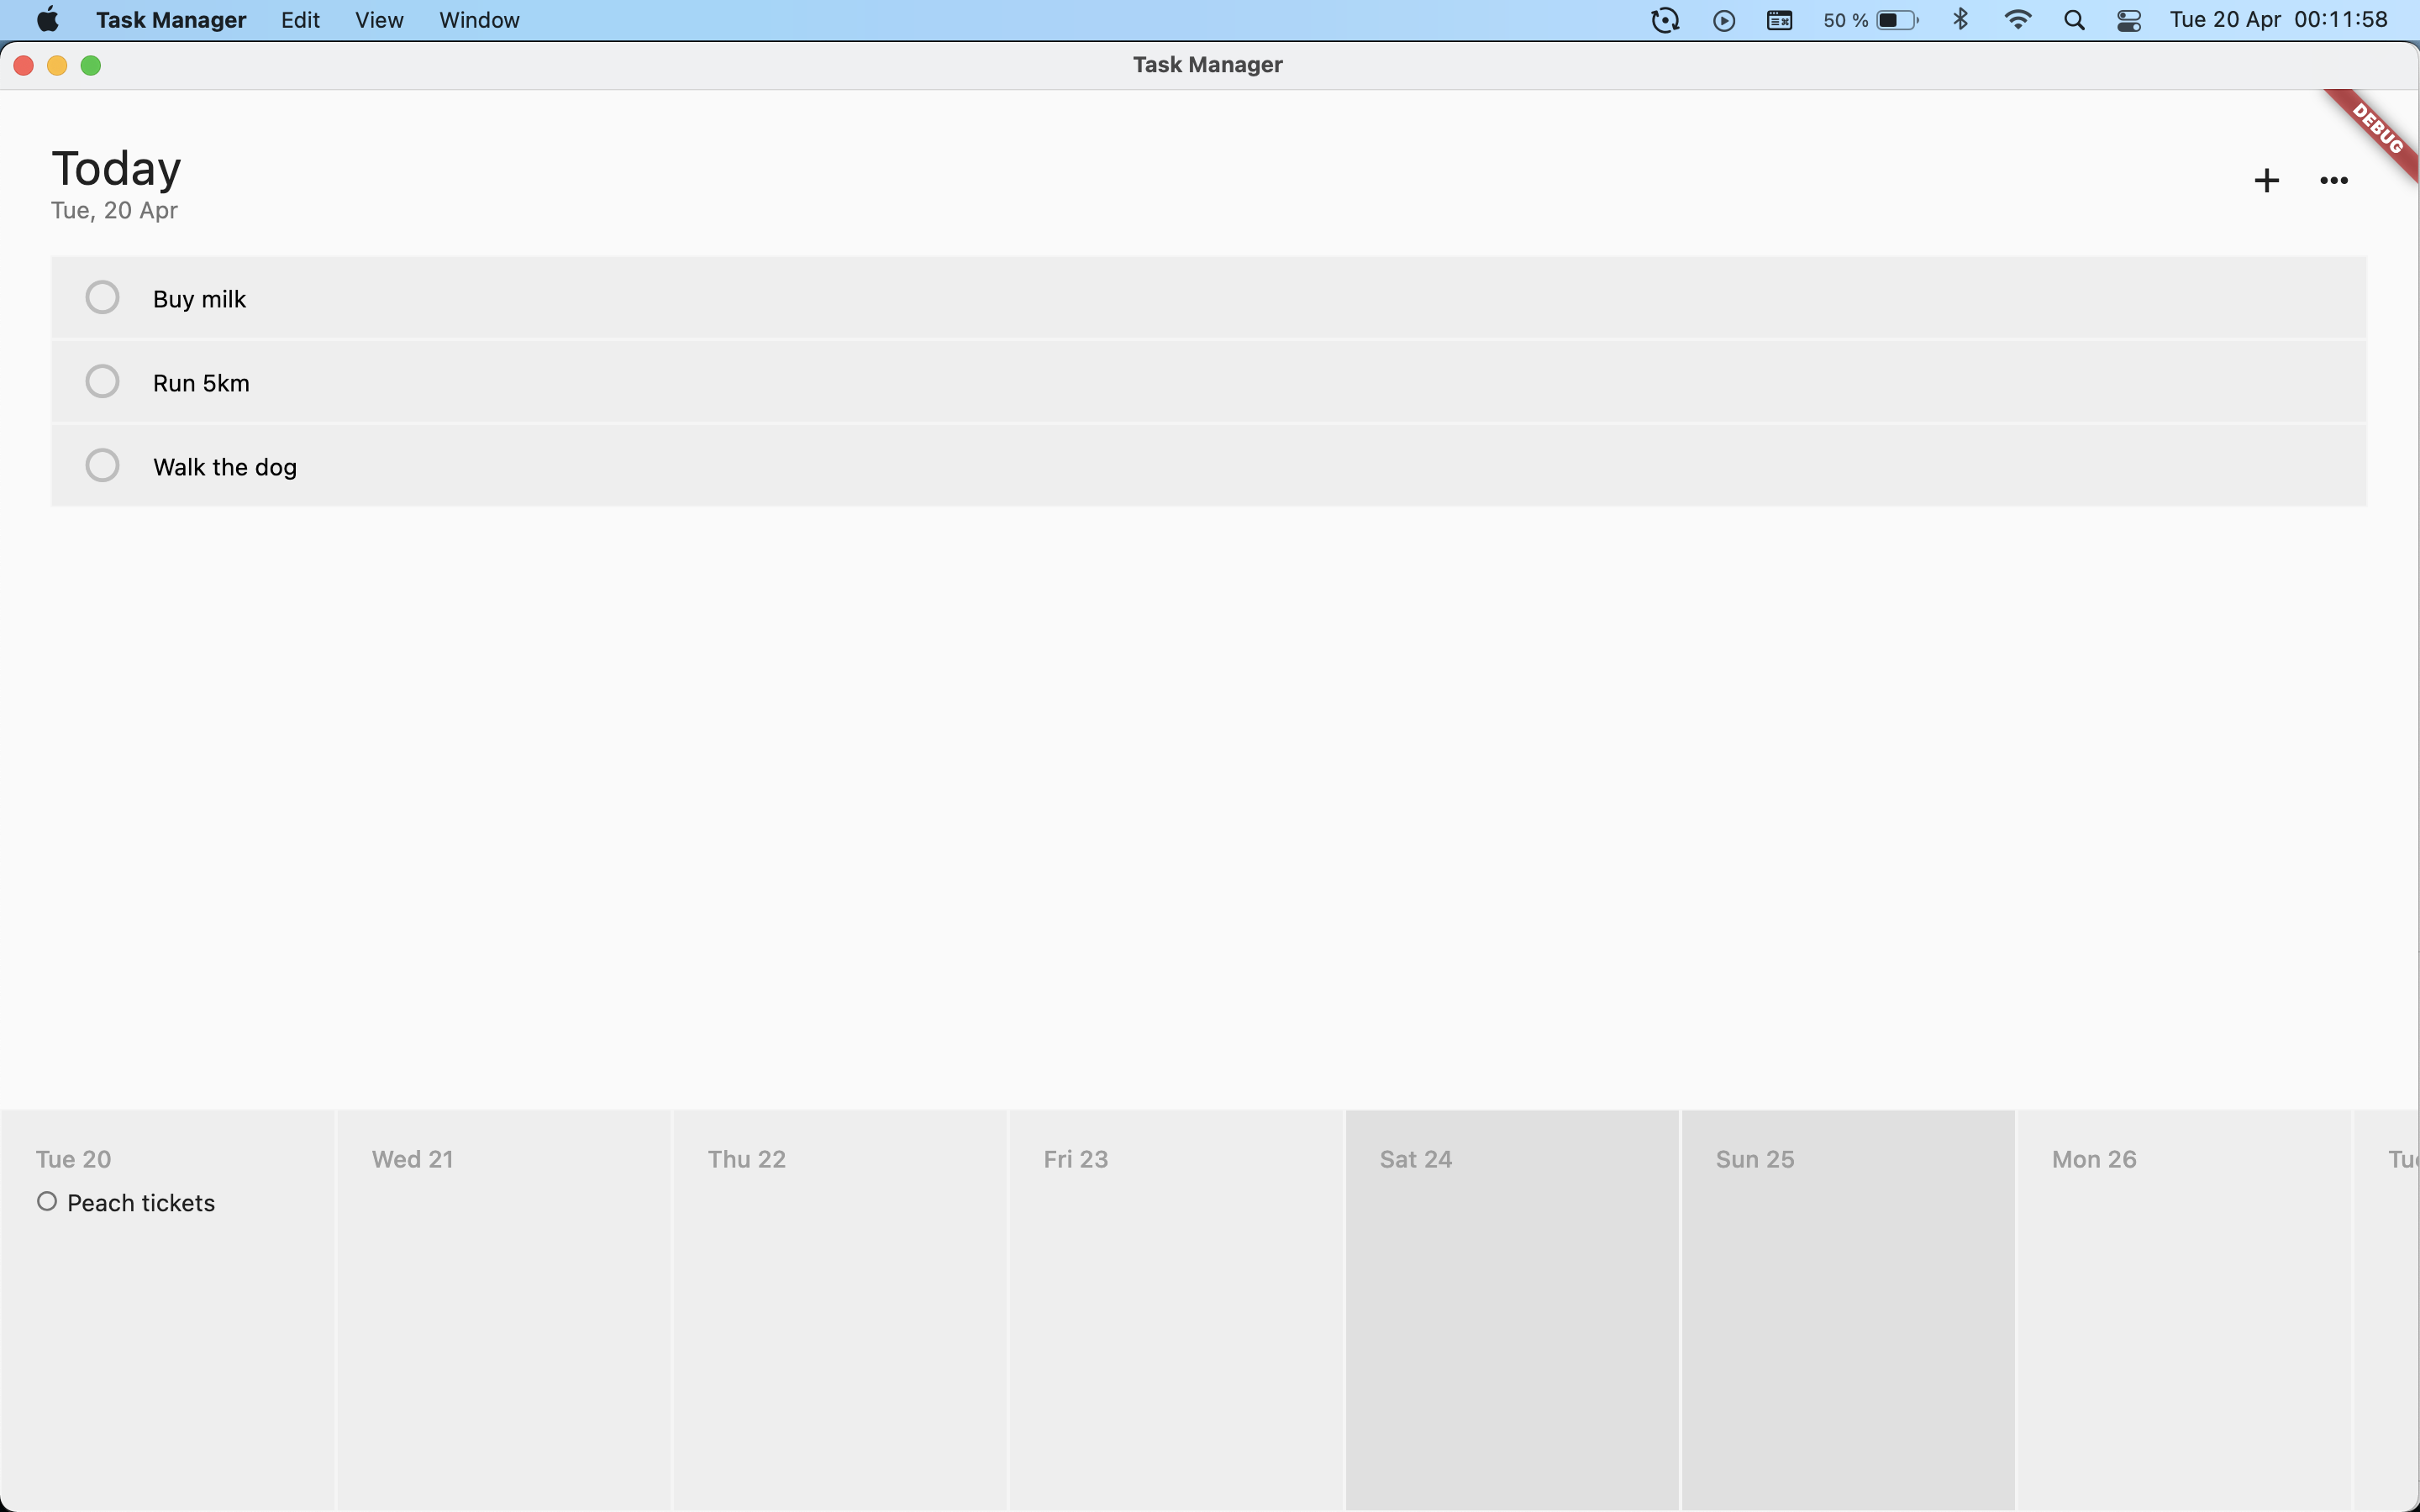 Task Manager Edit View Window 50 % Tue 20 Apr 00:11:58
Task Manager
DEBUG
Today
Tue, 20 Apr
Buy milk
Run 5km
Walk the dog
Tue 20 Wed 21 Thu 22 Fri 23 Sat 24 Sun 25 Mon 26
Peach tickets